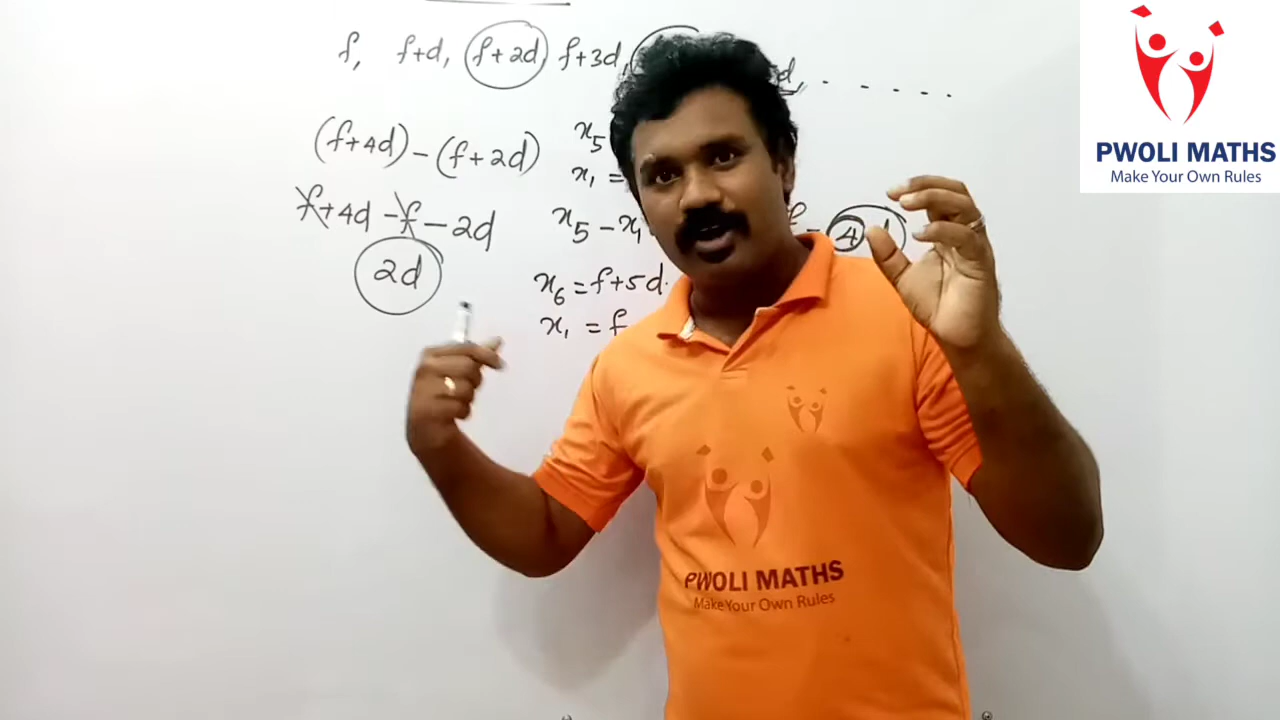 f, f+d, f+2d, f+3d, d, . . . . . .
(f+4d) - (f+2d)
f+4d - f - 2d
2d
x₅
x₁ =
x₅ - x₁ f - 4d
x₆ = f+5d.
x₁ = f
PWOLI MATHS
Make Your Own Rules
PWOLI MATHS
Make Your Own Rules